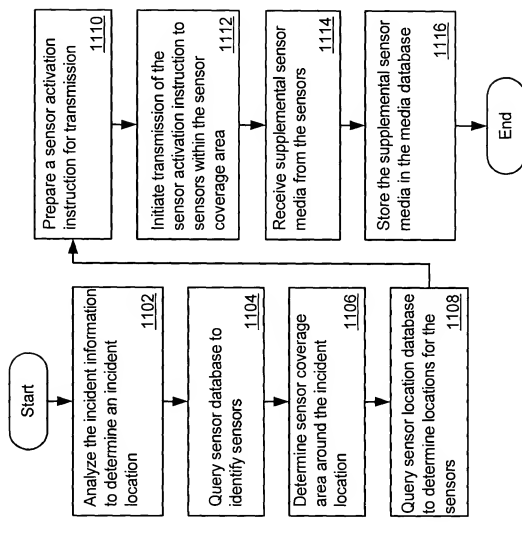 Start
Analyze the incident information
to determine an incident
location
1102
Query sensor database to
identify sensors
1104
Determine sensor coverage
area around the incident
location
1106
Query sensor location database
to determine locations for the
sensors
1108
Prepare a sensor activation
instruction for transmission
1110
Initiate transmission of the
sensor activation instruction to
sensors within the sensor
coverage area
1112
Receive supplemental sensor
media from the sensors
1114
Store the supplemental sensor
media in the media database
1116
End